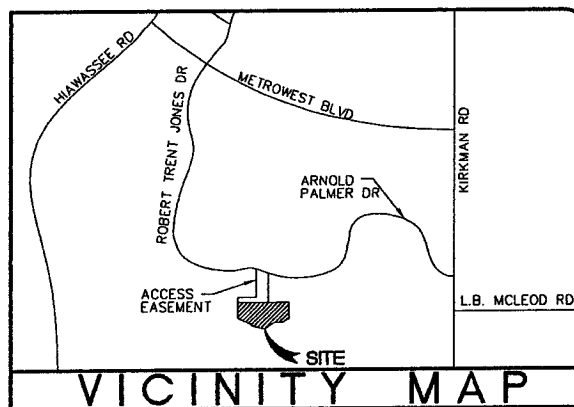 HIAWASSEE RD
METROWEST BLVD
ROBERT TRENT JONES DR
KIRKMAN RD
ARNOLD
PALMER DR
ACCESS
EASEMENT
L.B. MCLEOD RD
SITE
VICINITY MAP